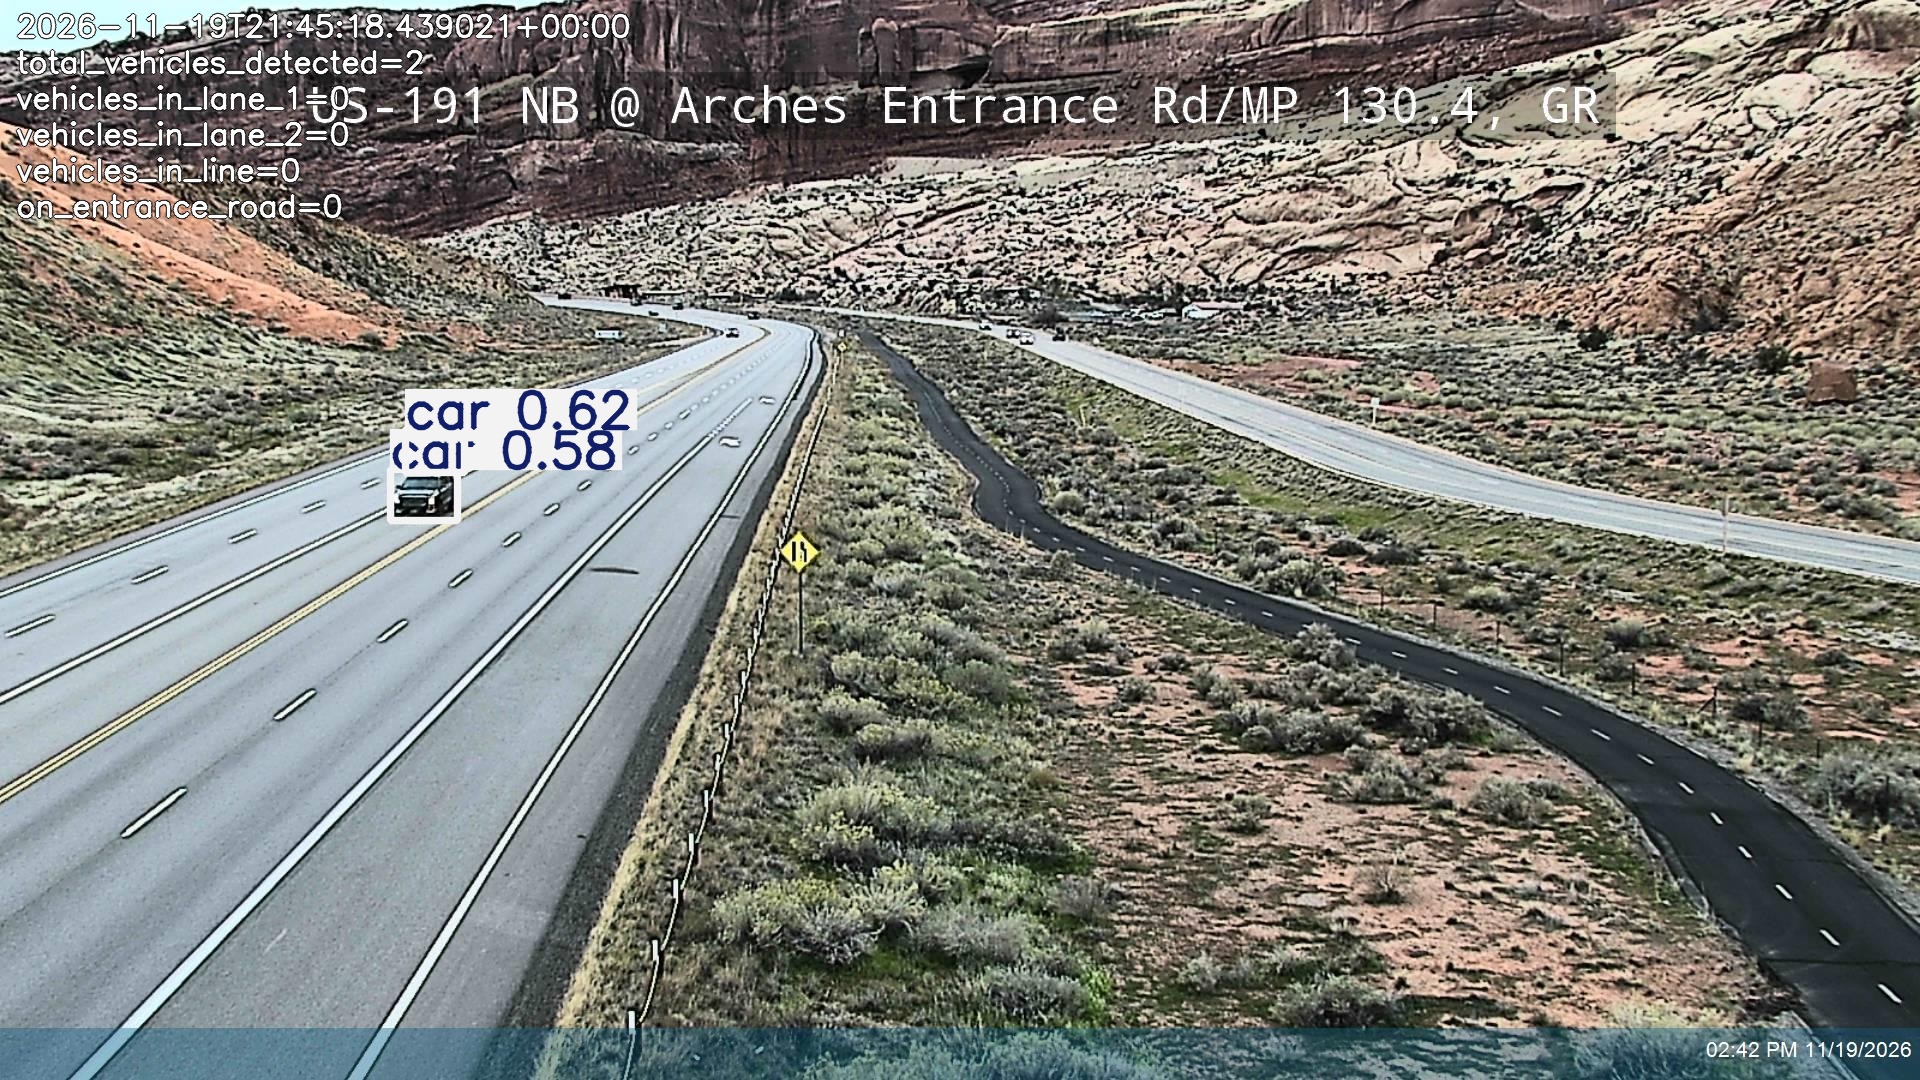 2026-11-19T21:45:18.439021+00:00
total_vehicles_detected=2
vehicles_in_lane_1=0
US-191 NB @ Arches Entrance Rd/MP 130.4, GR
vehicles_in_lane_2=0
vehicles_in_line=0
on_entrance_road=0
car 0.62
car 0.58
02:42 PM 11/19/2026